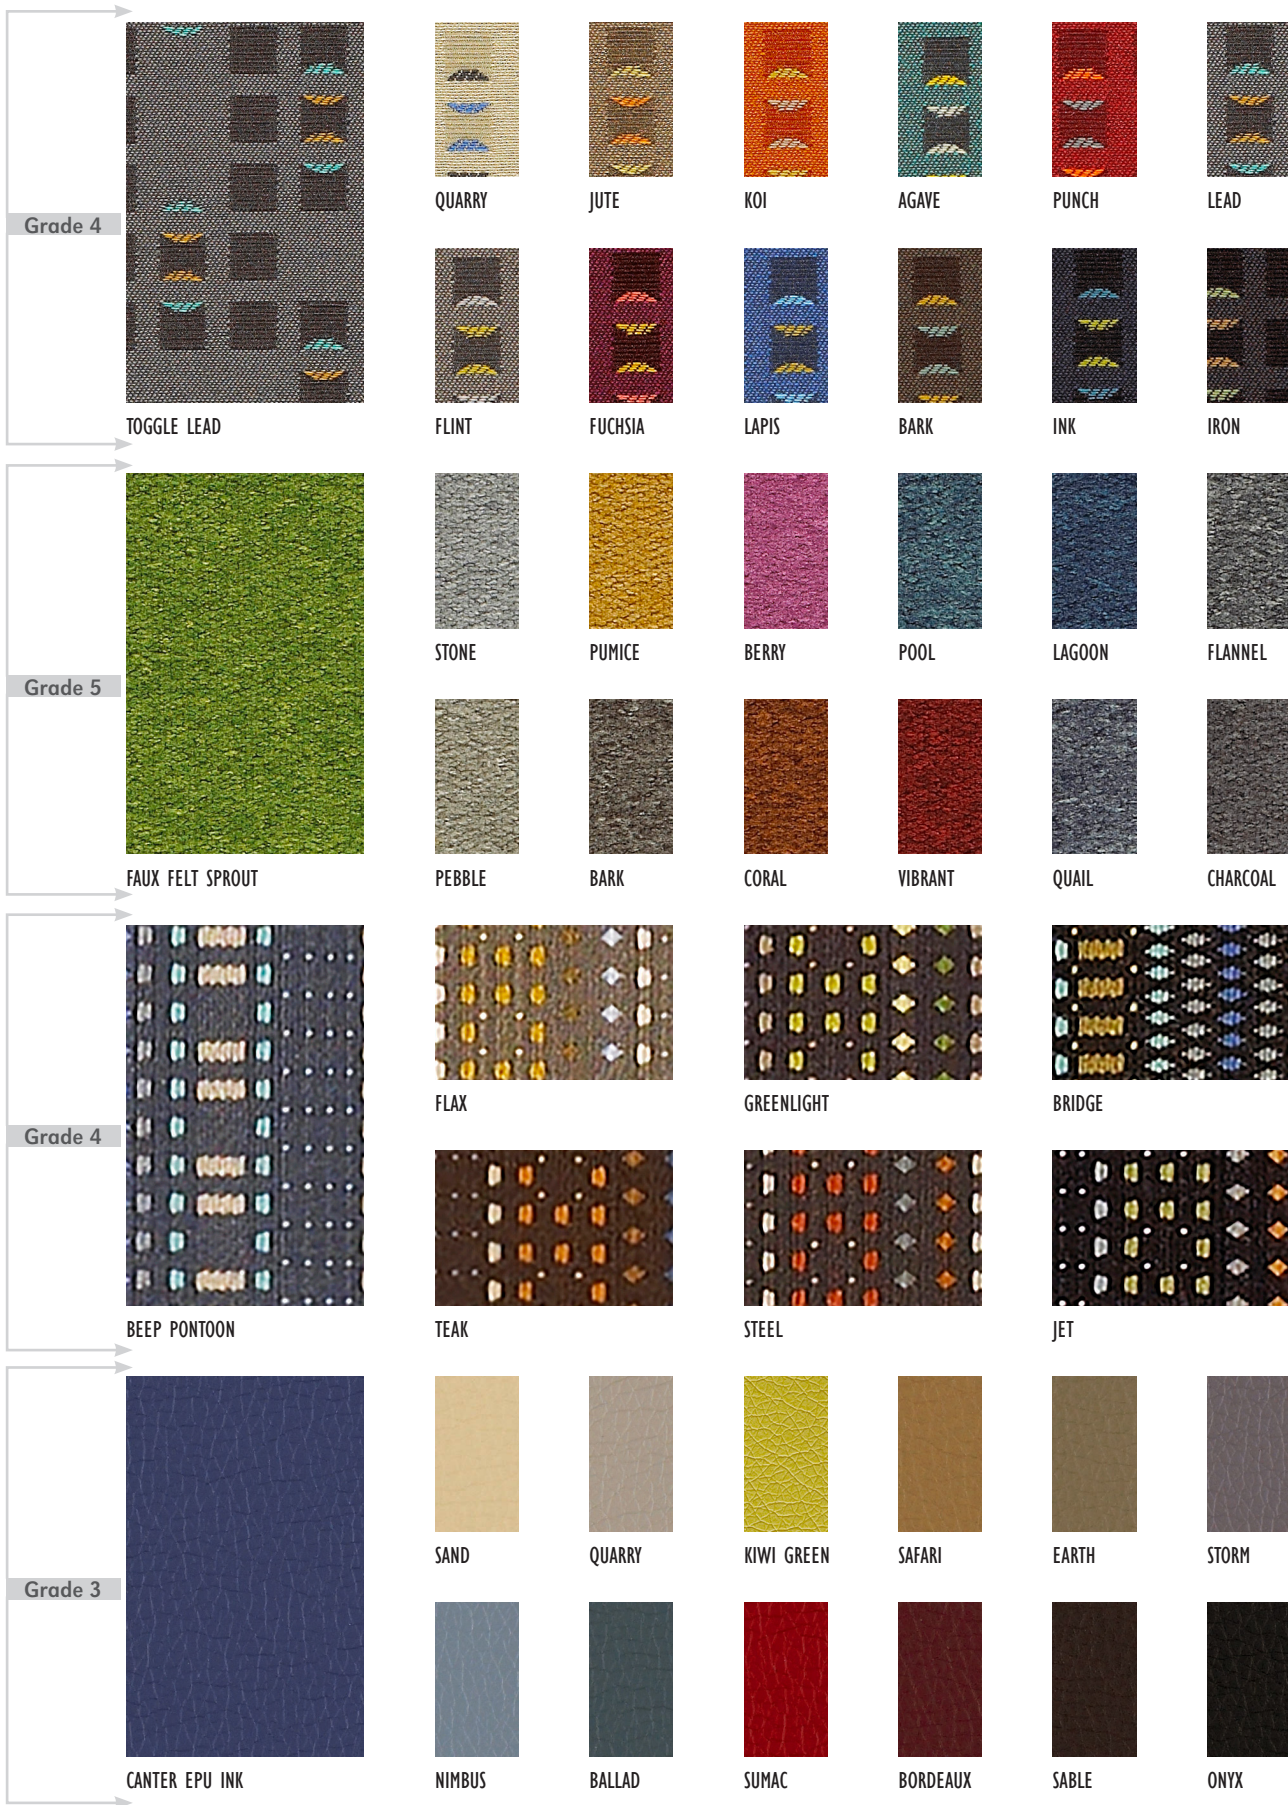 Grade 4
QUARRY JUTE KOI AGAVE PUNCH LEAD
TOGGLE LEAD FLINT FUCHSIA LAPIS BARK INK IRON
Grade 5
STONE PUMICE BERRY POOL LAGOON FLANNEL
FAUX FELT SPROUT PEBBLE BARK CORAL VIBRANT QUAIL CHARCOAL
Grade 4
FLAX GREENLIGHT BRIDGE
BEEP PONTOON TEAK STEEL JET
Grade 3
SAND QUARRY KIWI GREEN SAFARI EARTH STORM
CANTER EPU INK NIMBUS BALLAD SUMAC BORDEAUX SABLE ONYX